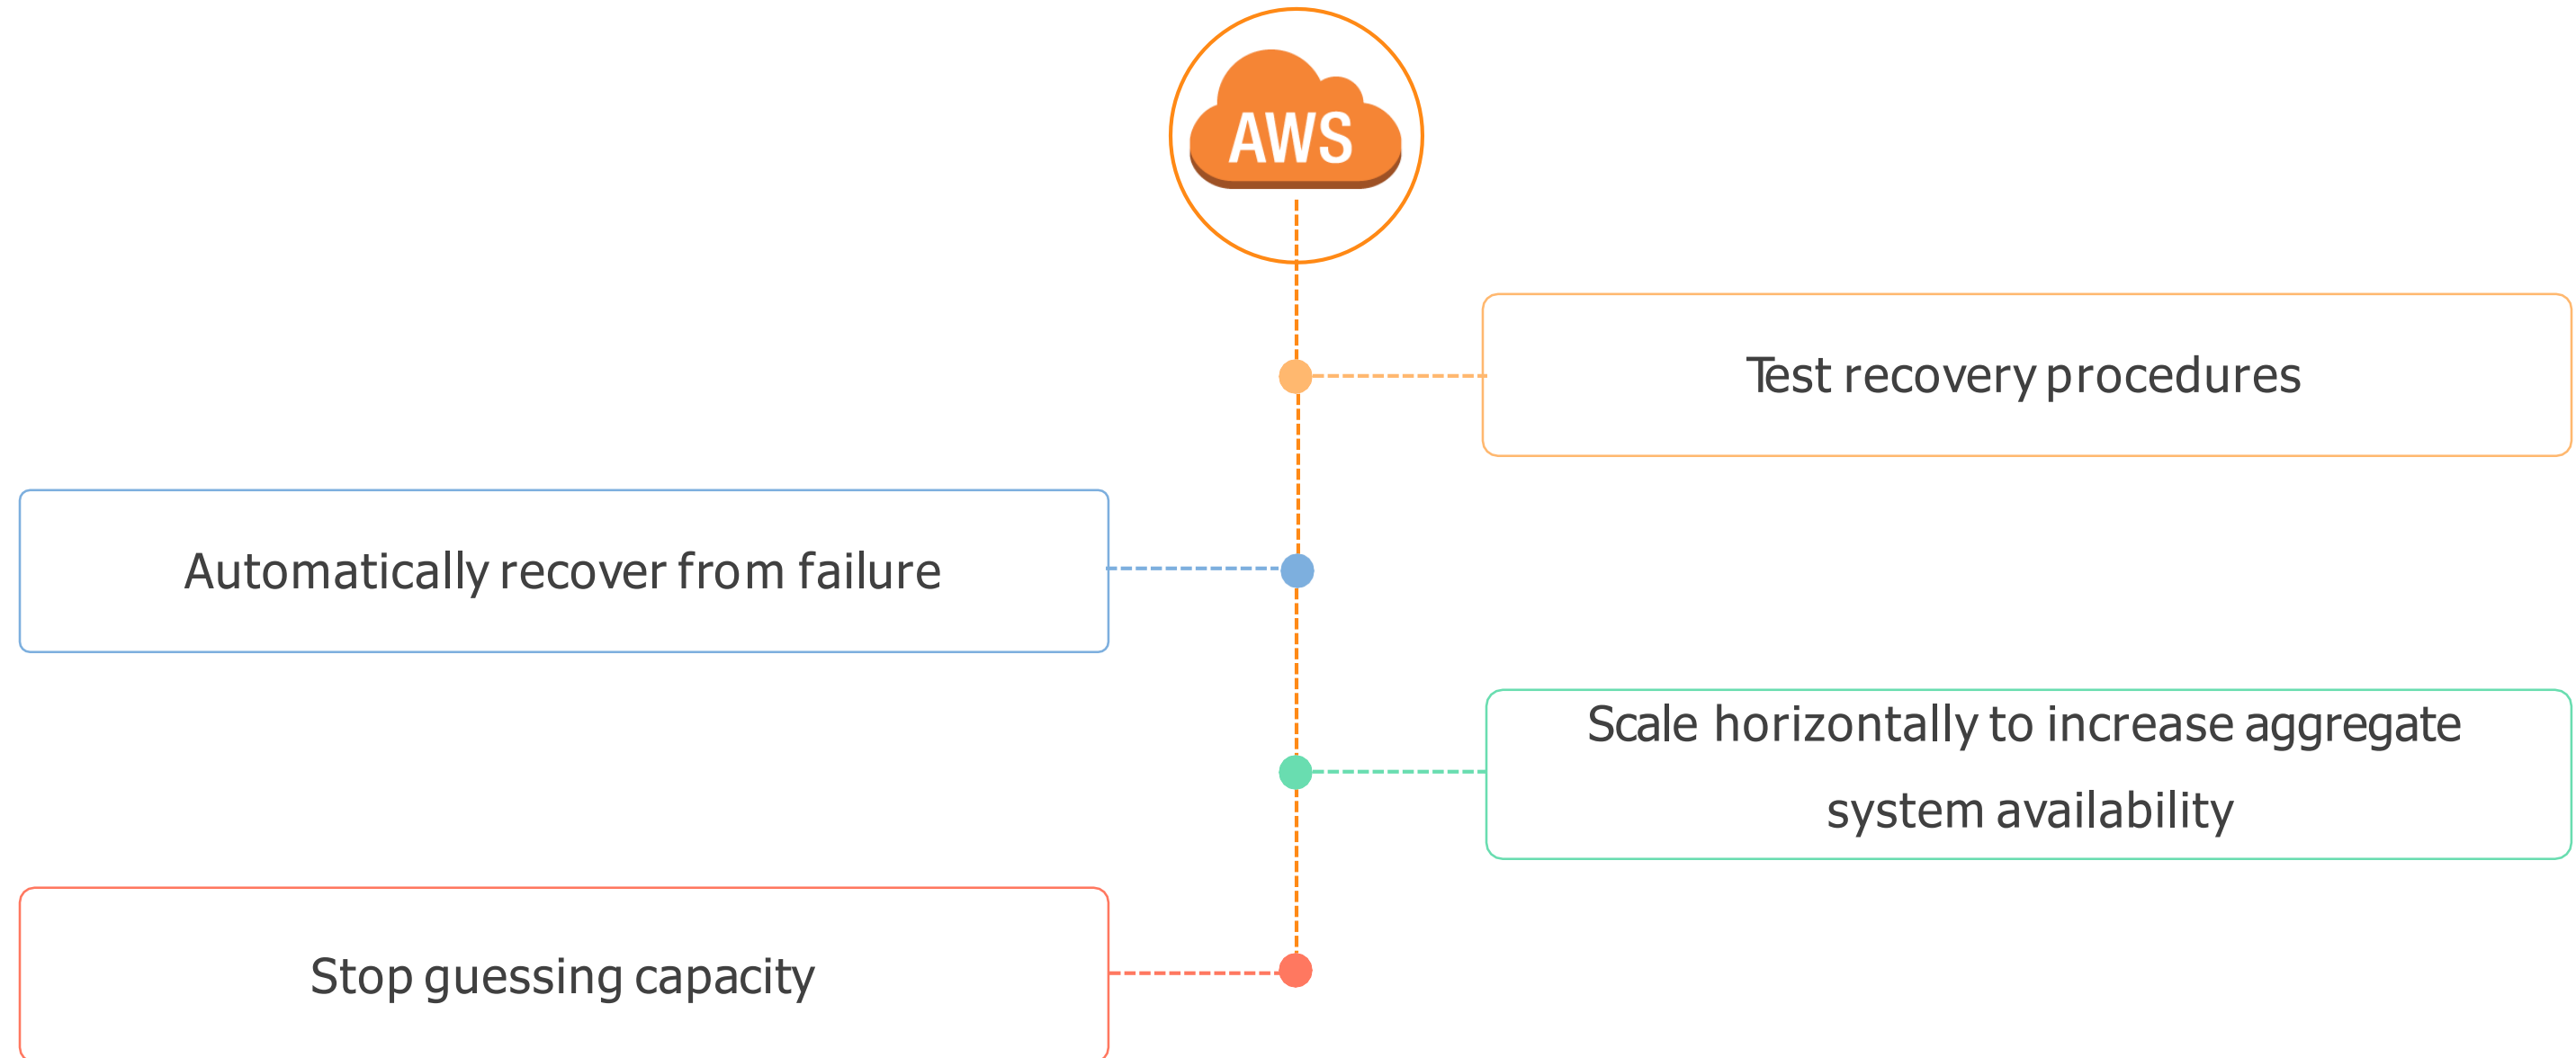 AWS
Test recovery procedures
Automatically recover from failure
Scale horizontally to increase aggregate
system availability
Stop guessing capacity